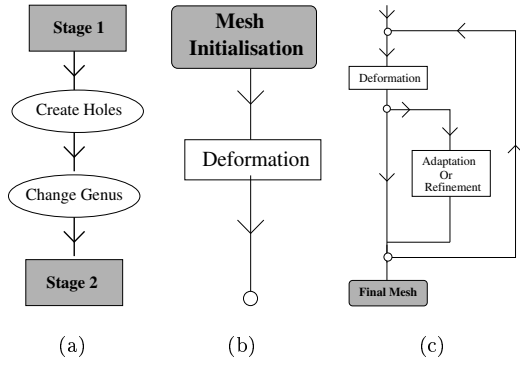 Stage 1
Create Holes
Change Genus
Stage 2
(a)
Mesh
Initialisation
Deformation
(b)
Deformation
Adaptation
Or
Refinement
Final Mesh
(c)